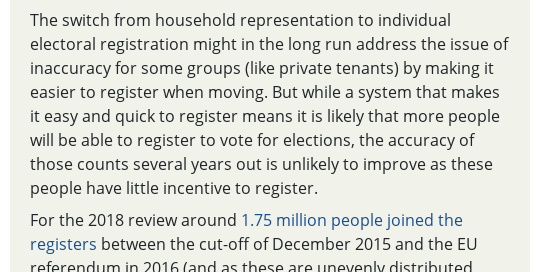 The switch from household representation to individual
electoral registration might in the long run address the issue of
inaccuracy for some groups (like private tenants) by making it
easier to register when moving. But while a system that makes
it easy and quick to register means it is likely that more people
will be able to register to vote for elections, the accuracy of
those counts several years out is unlikely to improve as these
people have little incentive to register.
For the 2018 review around 1.75 million people joined the
registers between the cut-off of December 2015 and the EU
referendum in 2016 (and as these are unevenly distributed